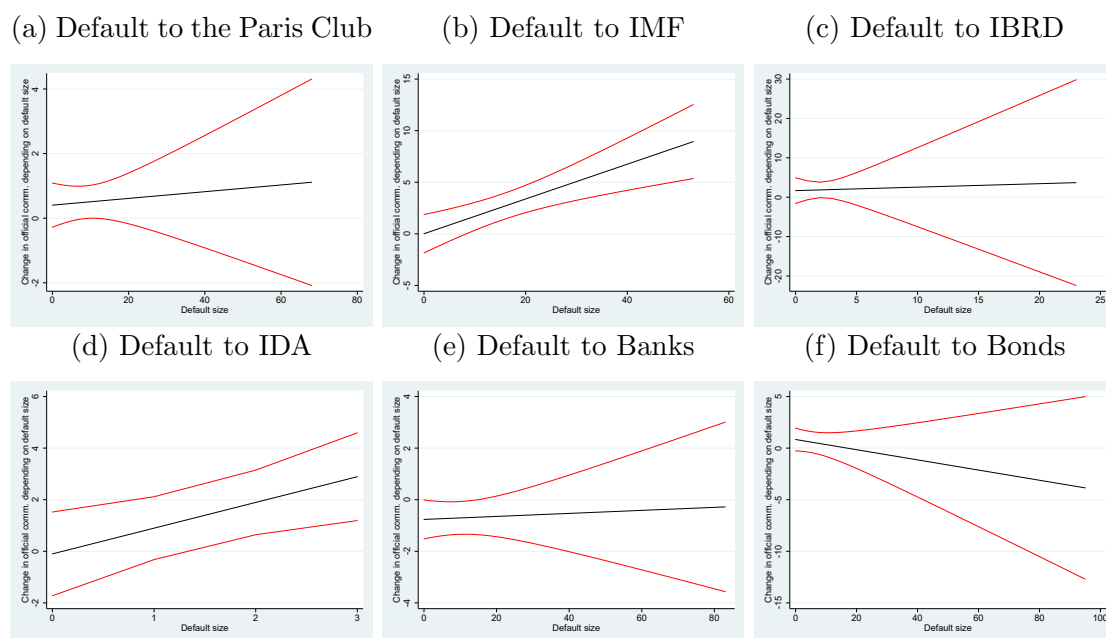 (a) Default to the Paris Club
(b) Default to IMF
(c) Default to IBRD
Change in official comm. depending on default size
4
2
0
-2
0 20 40 60 80
Default size
Change in official comm. depending on default size
15
10
5
0
-5
0 20 40 60
Default size
Change in official comm. depending on default size
30
20
10
0
-10
-20
0 5 10 15 20 25
Default size
(d) Default to IDA
(e) Default to Banks
(f) Default to Bonds
Change in official comm. depending on default size
6
4
2
0
-2
0 1 2 3
Default size
Change in official comm. depending on default size
4
2
0
-2
-4
0 20 40 60 80
Default size
Change in official comm. depending on default size
5
0
-5
-10
-15
0 20 40 60 80 100
Default size